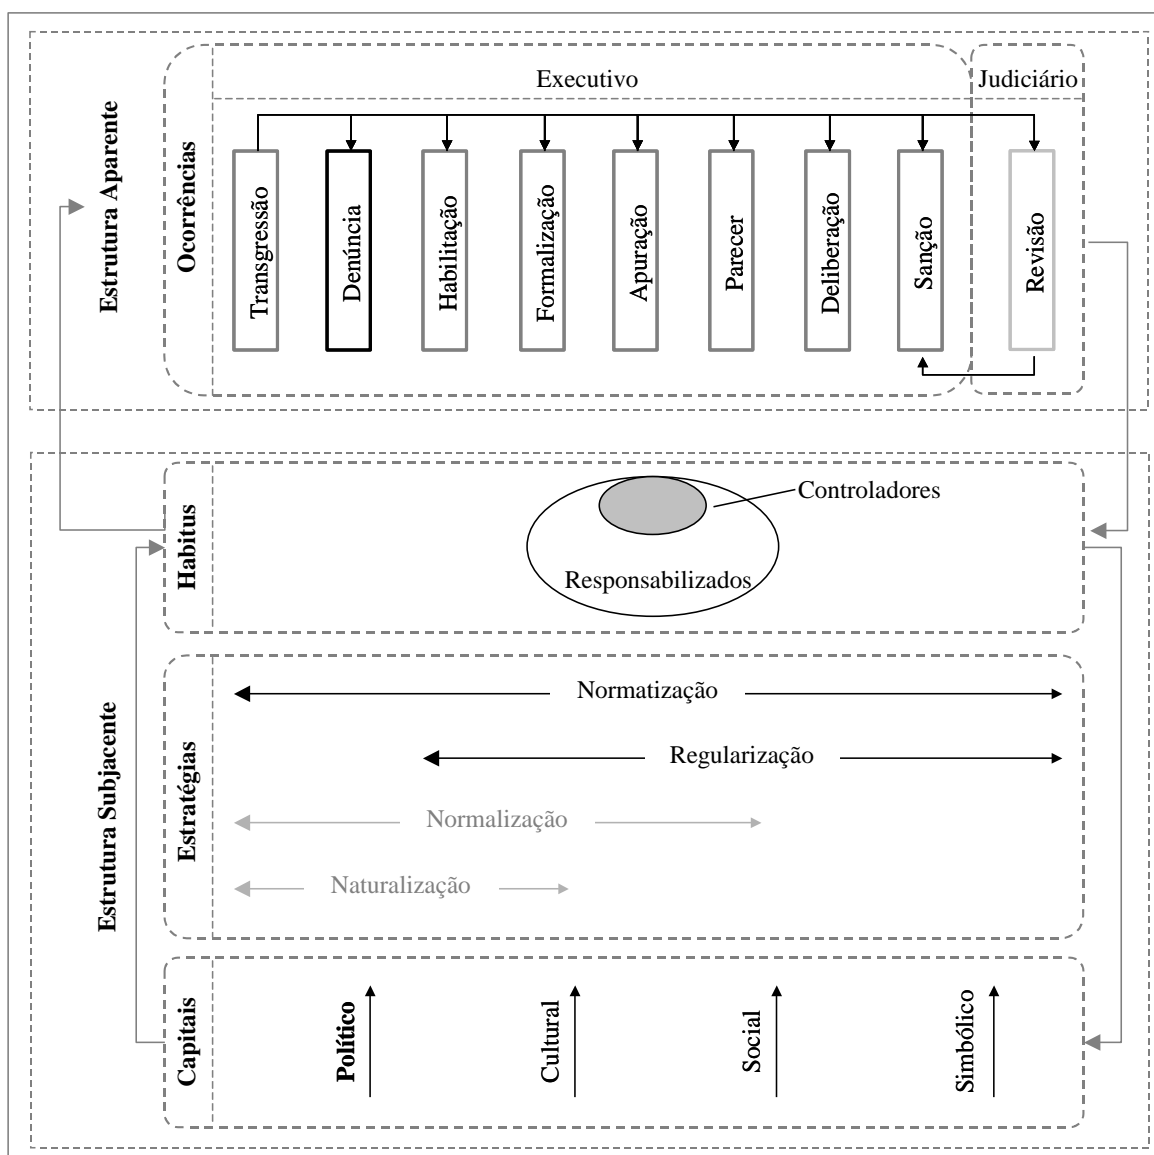 Executivo
Judiciário
Estrutura Aparente
Ocorrências
Transgressão
Denúncia
Habilitação
Formalização
Apuração
Parecer
Deliberação
Sanção
Revisão
Estrutura Subjacente
Habitus
Controladores
Responsabilizados
Estratégias
Normatização
Regularização
Normalização
Naturalização
Capitais
Político
Cultural
Social
Simbólico